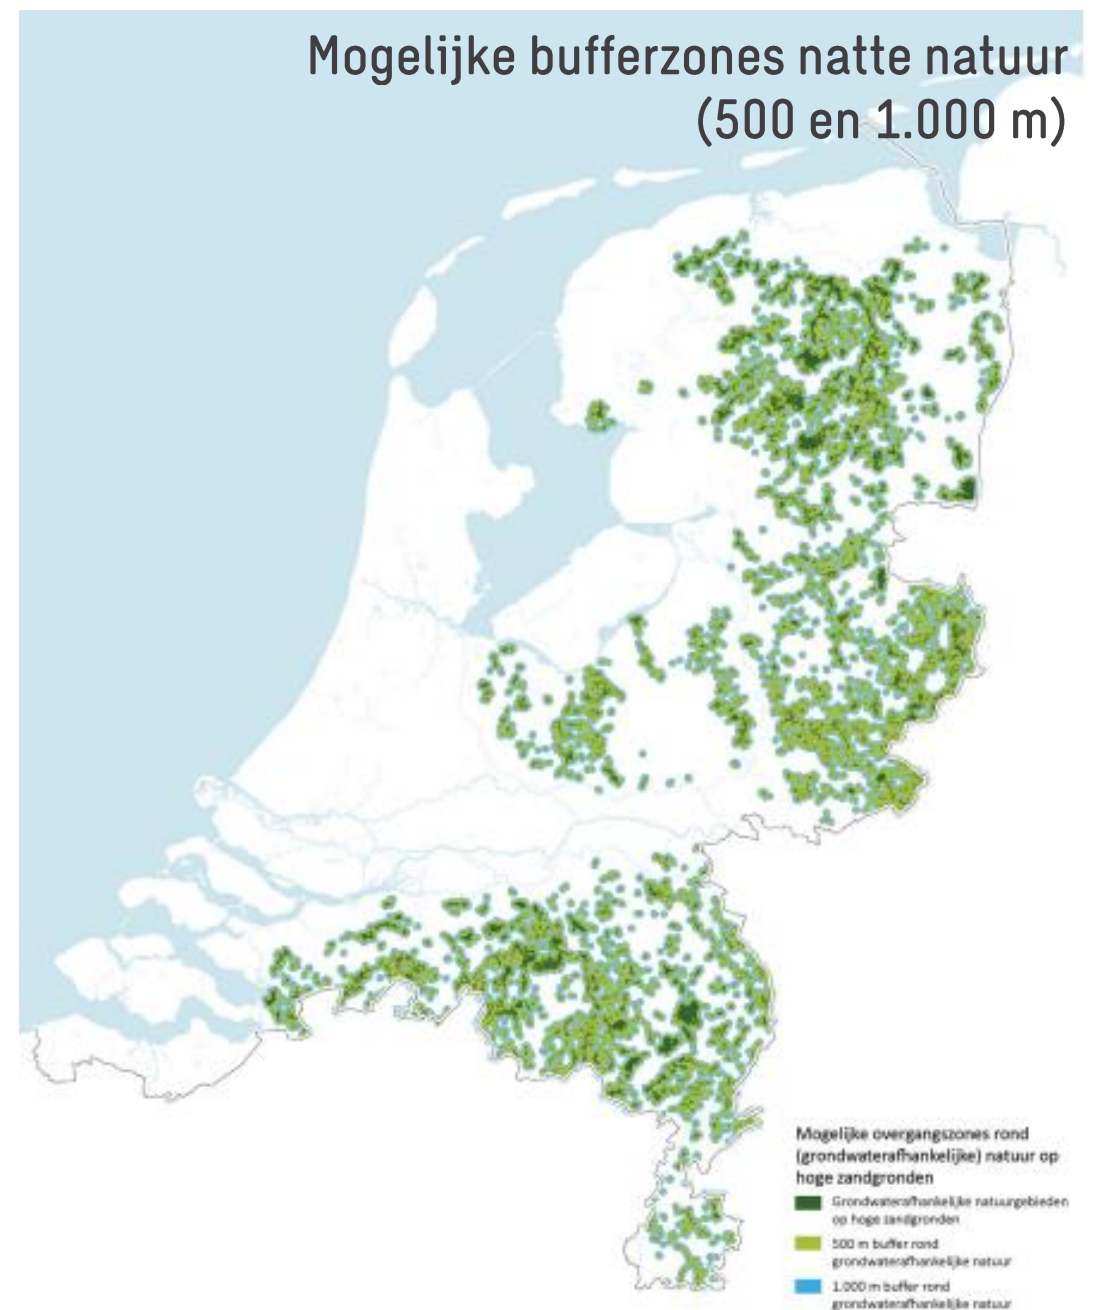 Mogelijke bufferzones natte natuur
(500 en 1.000 m)
Mogelijke overgangszones rond
(grondwaterafhankelijke) natuur op
hoge zandgronden
Grondwaterafhankelijke natuurgebieden
op hoge zandgronden
500 m buffer rond
grondwaterafhankelijke natuur
1.000 m buffer rond
grondwaterafhankelijke natuur